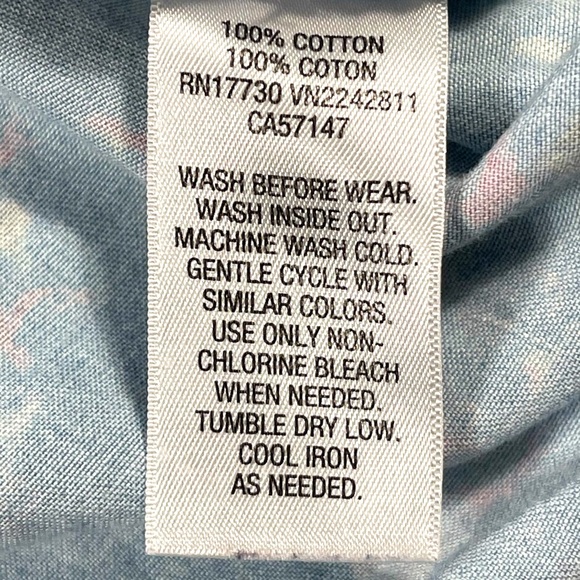 100% COTTON
100% COTON
RN17730 VN2242811
CA57147
WASH BEFORE WEAR.
WASH INSIDE OUT.
MACHINE WASH COLD.
GENTLE CYCLE WITH
SIMILAR COLORS.
USE ONLY NON-
CHLORINE BLEACH
WHEN NEEDED.
TUMBLE DRY LOW.
COOL IRON
AS NEEDED.